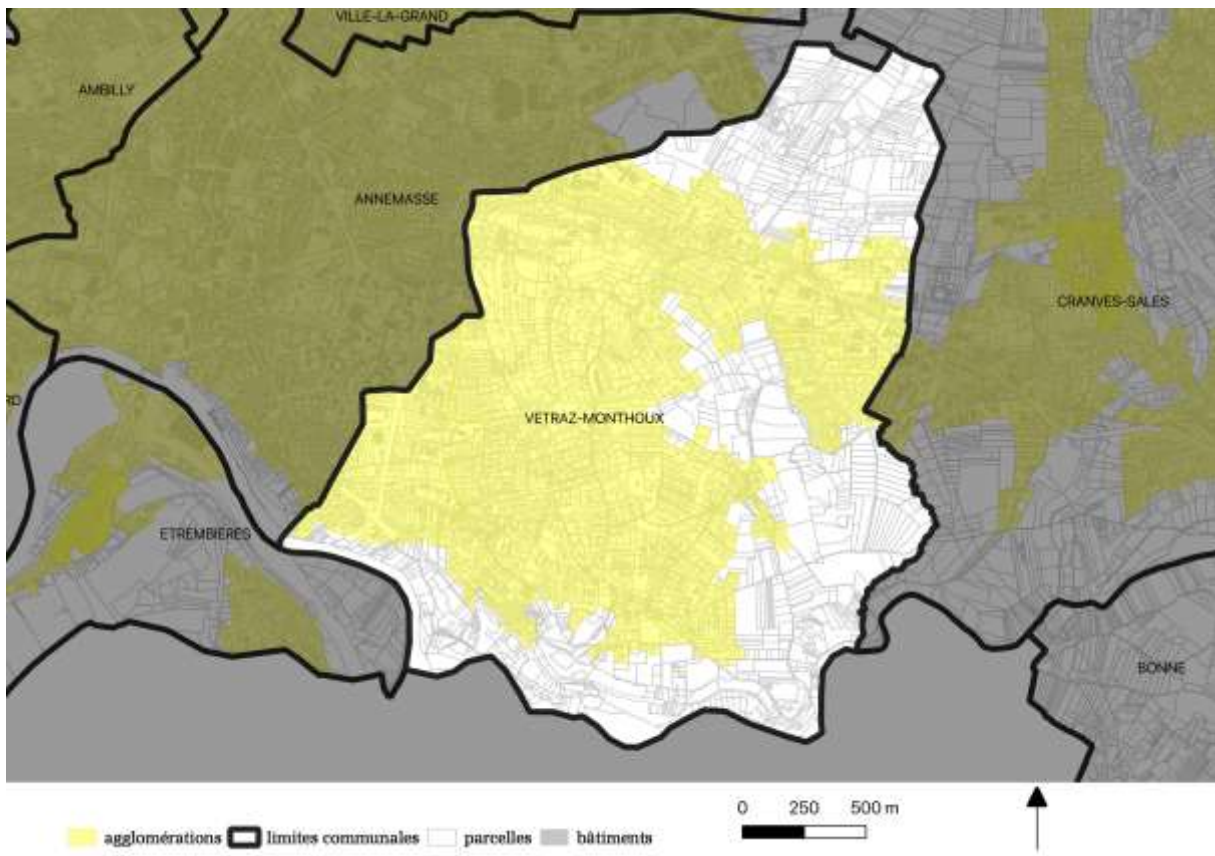 VILLE-LA-GRAND
AMBILLY
ANNEMASSE
CRANVES-SALES
RD
VETRAZ-MONTHOUX
ETREMBIERES
BONNE
0 250 500 m
agglomérations limites communales parcelles bâtiments